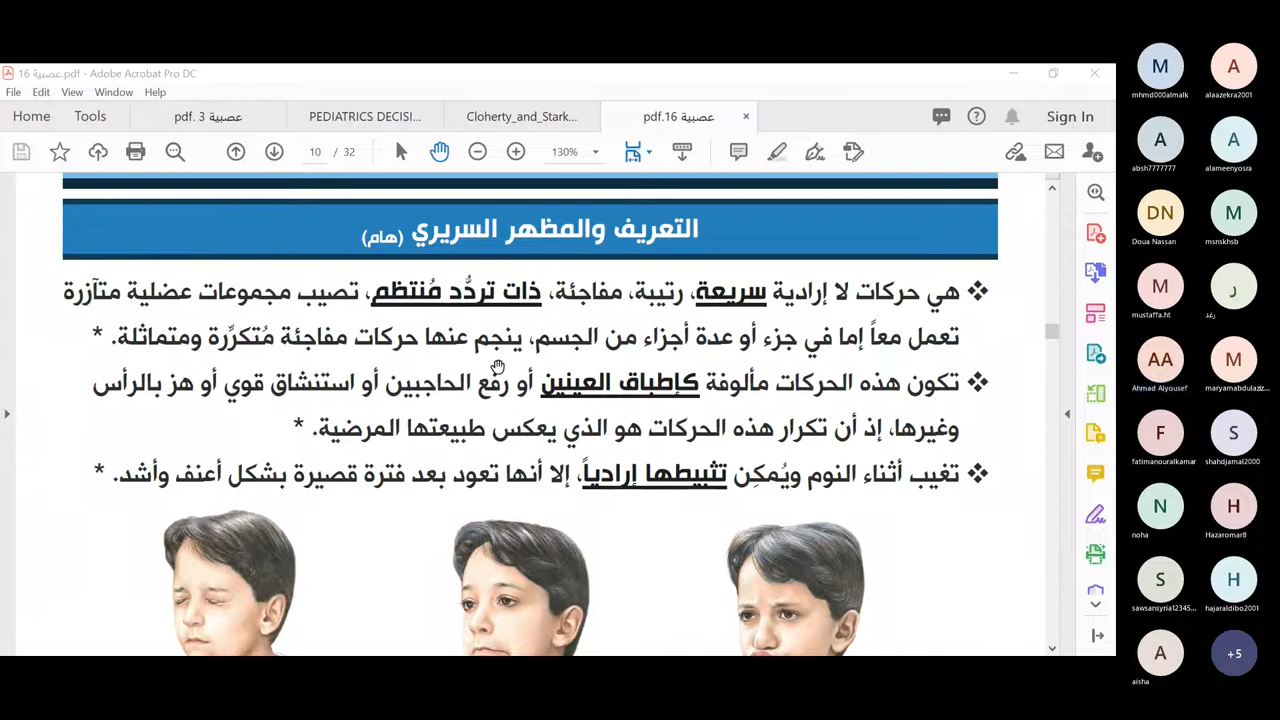 عصبية 16.pdf - Adobe Acrobat Pro DC
File Edit View Window Help
Home Tools
عصبية 3 .pdf
PEDIATRICS DECISI...
Cloherty_and_Stark...
عصبية 16.pdf ×
Sign In
10 / 32
130%
التعريف والمظهر السريري (هام)
❖ هي حركات لا إرادية سريعة، رتيبة، مفاجئة، ذات تردُّد مُنتظم، تصيب مجموعات عضلية متآزرة
تعمل معاً إما في جزء أو عدة أجزاء من الجسم، ينجم عنها حركات مفاجئة مُتكرِّرة ومتماثلة. *
❖ تكون هذه الحركات مألوفة كإطباق العينين أو رفع الحاجبين أو استنشاق قوي أو هز بالرأس
وغيرها، إذ أن تكرار هذه الحركات هو الذي يعكس طبيعتها المرضية. *
❖ تغيب أثناء النوم ويُمكِن تثبيطها إرادياً، إلا أنها تعود بعد فترة قصيرة بشكل أعنف وأشد. *
M A
mhmd000almalk alaazekra2001
A A
absh7777777 alameenyosra
DN M
Doua Nassan msnskhsb
M ر
mustaffa.ht رغد
AA M
Ahmad Alyousef maryamabdulaziz...
F S
fatimanouralkamar shahdjamal2000
N H
noha Hazaromar8
S H
sawsansyria12345... hajaraldibo2001
A +5
aisha